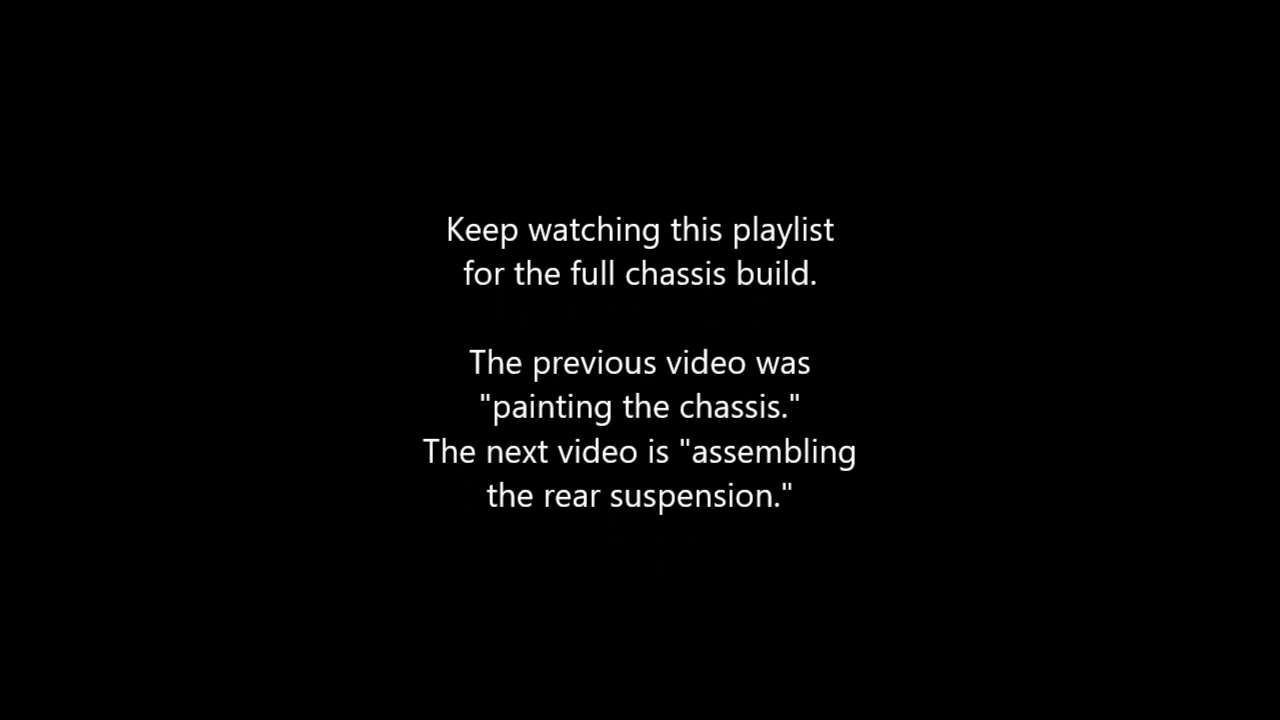 Keep watching this playlist
for the full chassis build.
The previous video was
"painting the chassis."
The next video is "assembling
the rear suspension."